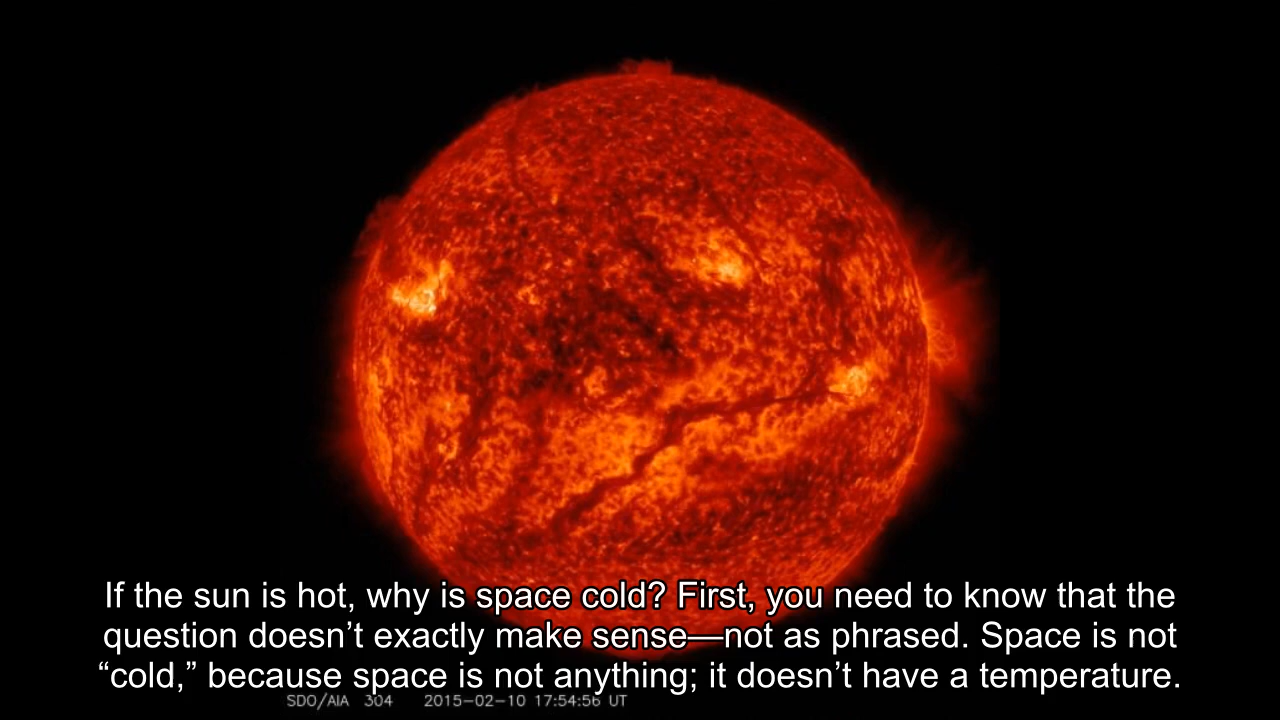 If the sun is hot, why is space cold? First, you need to know that the
question doesn’t exactly make sense—not as phrased. Space is not
“cold,” because space is not anything; it doesn’t have a temperature.
SDO/AIA 304 2015-02-10 17:54:56 UT